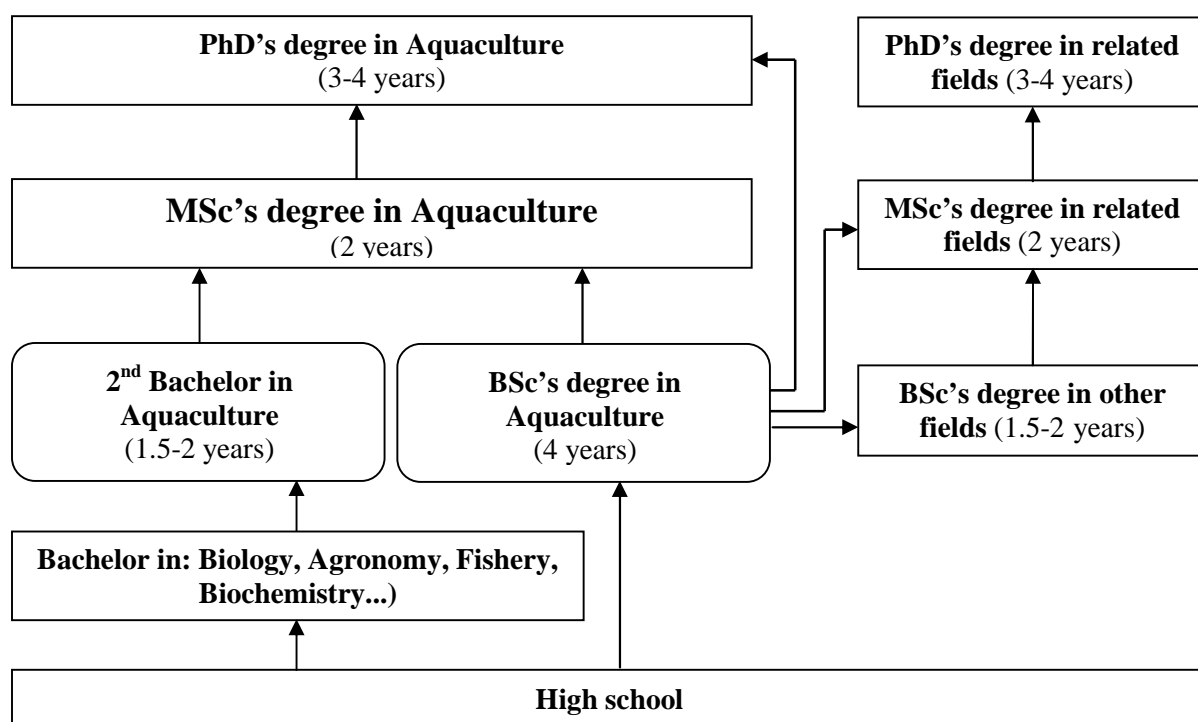 PhD’s degree in Aquaculture
(3-4 years)
PhD’s degree in related
fields (3-4 years)
MSc’s degree in Aquaculture
(2 years)
MSc’s degree in related
fields (2 years)
2nd Bachelor in
Aquaculture
(1.5-2 years)
BSc’s degree in
Aquaculture
(4 years)
BSc’s degree in other
fields (1.5-2 years)
Bachelor in: Biology, Agronomy, Fishery,
Biochemistry...)
High school